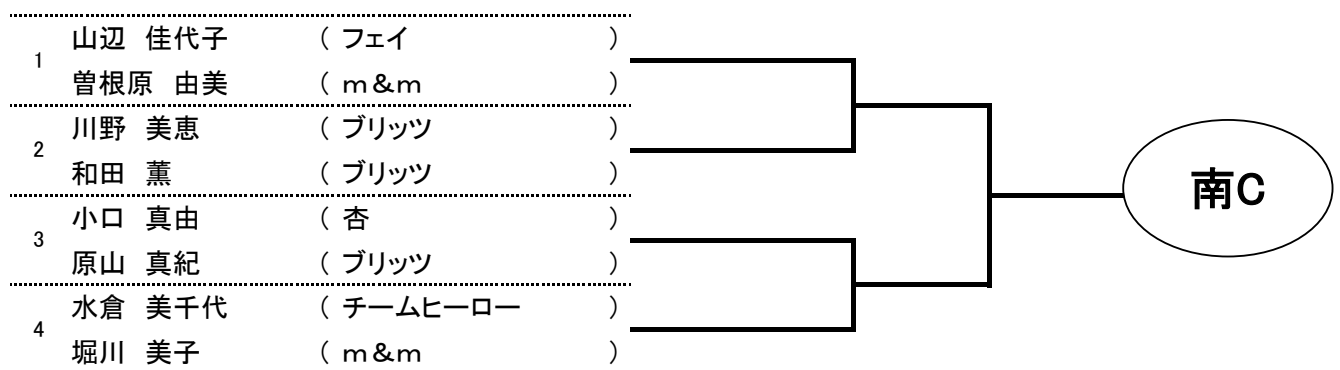 1
山辺 佳代子 ( フェイ )
曽根原 由美 ( m&m )
2
川野 美恵 ( ブリッツ )
和田 薫 ( ブリッツ )
3
小口 真由 ( 杏 )
原山 真紀 ( ブリッツ )
4
水倉 美千代 ( チームヒーロー )
堀川 美子 ( m&m )
南C